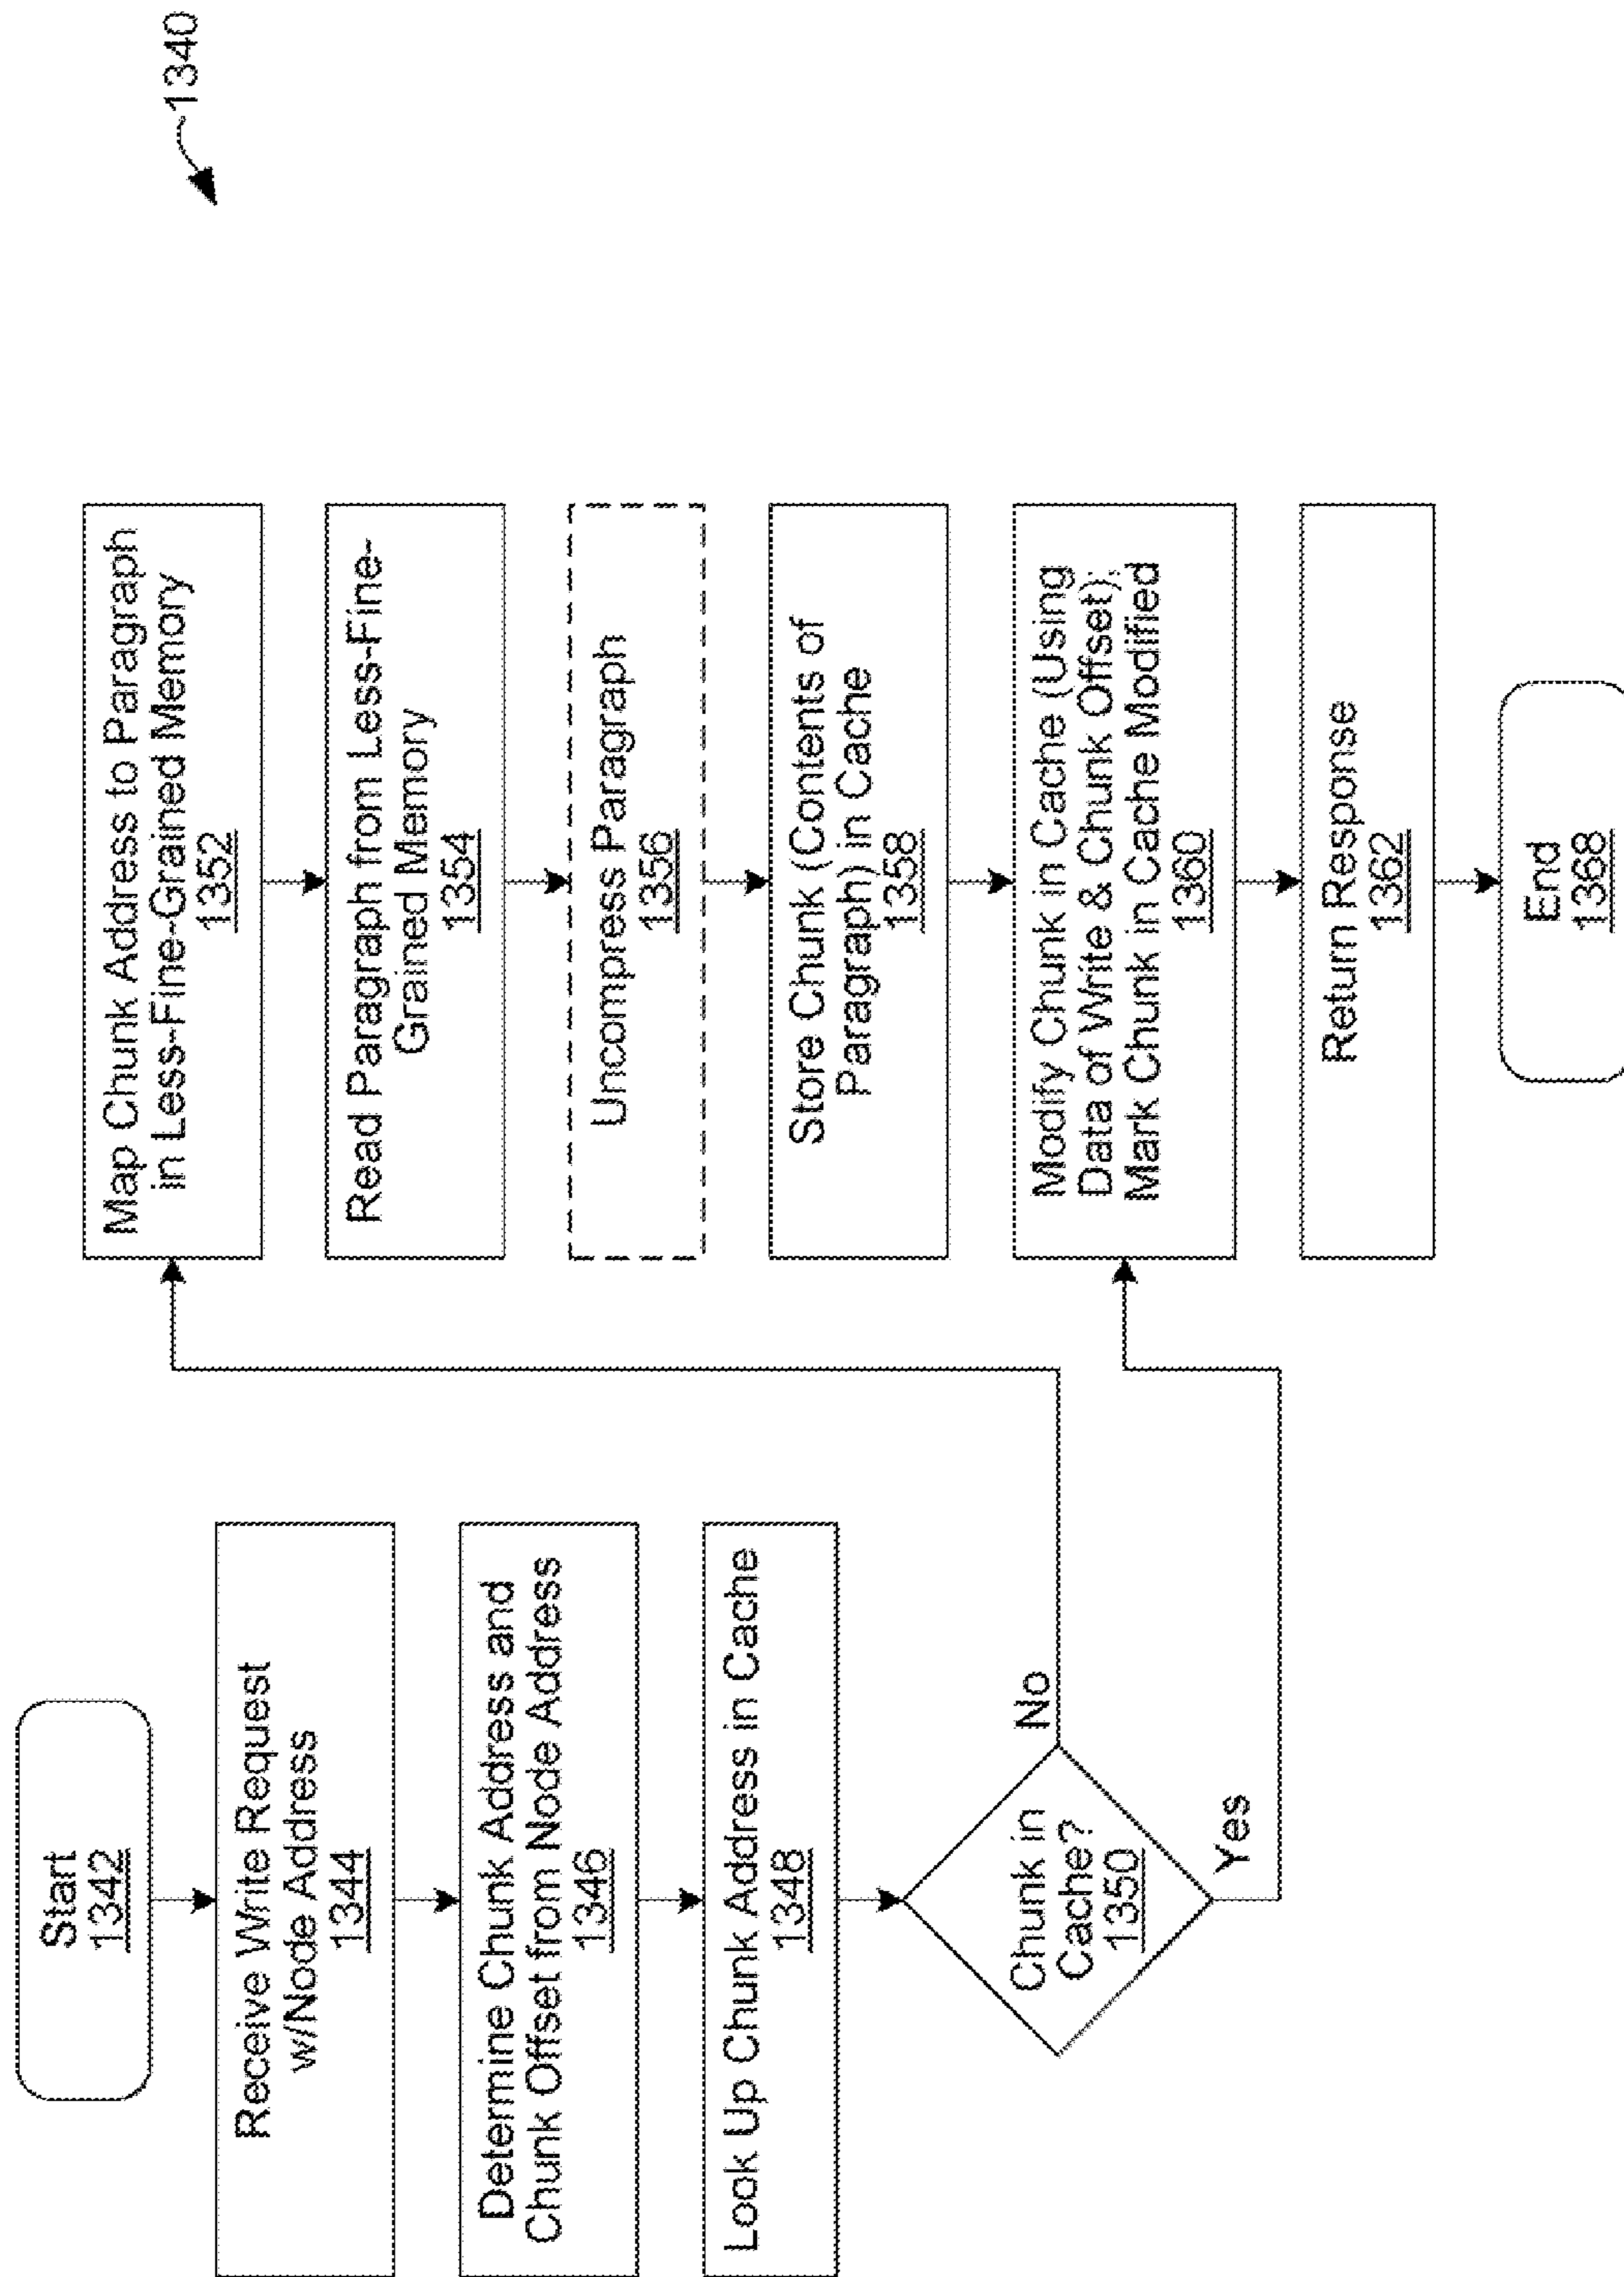 1340
Start
1342
Receive Write Request
w/Node Address
1344
Determine Chunk Address and
Chunk Offset from Node Address
1346
Look Up Chunk Address in Cache
1348
Chunk in
Cache?
1350
No
Yes
Map Chunk Address to Paragraph
in Less-Fine-Grained Memory
1352
Read Paragraph from Less-Fine-
Grained Memory
1354
Uncompress Paragraph
1356
Store Chunk (Contents of
Paragraph) in Cache
1358
Modify Chunk in Cache (Using
Data of Write & Chunk Offset);
Mark Chunk in Cache Modified
1360
Return Response
1362
End
1368